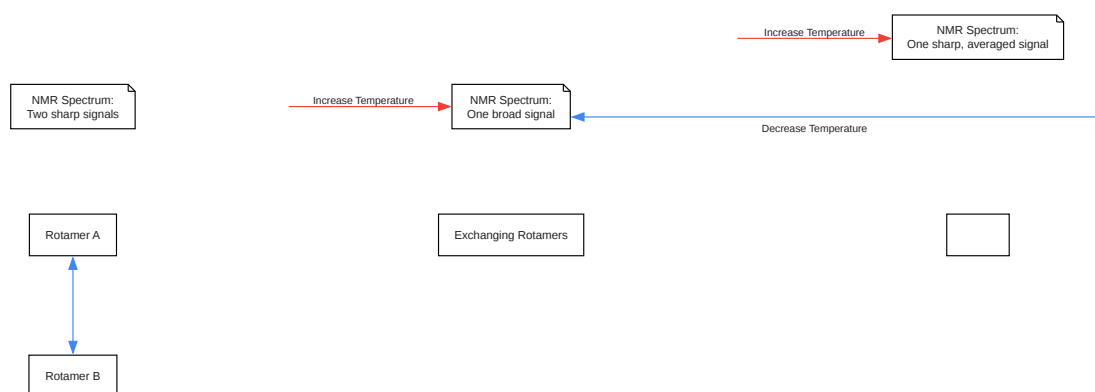 Increase Temperature
NMR Spectrum:
One sharp, averaged signal
NMR Spectrum:
Two sharp signals
Increase Temperature
NMR Spectrum:
One broad signal
Decrease Temperature
Rotamer A
Exchanging Rotamers
Rotamer B